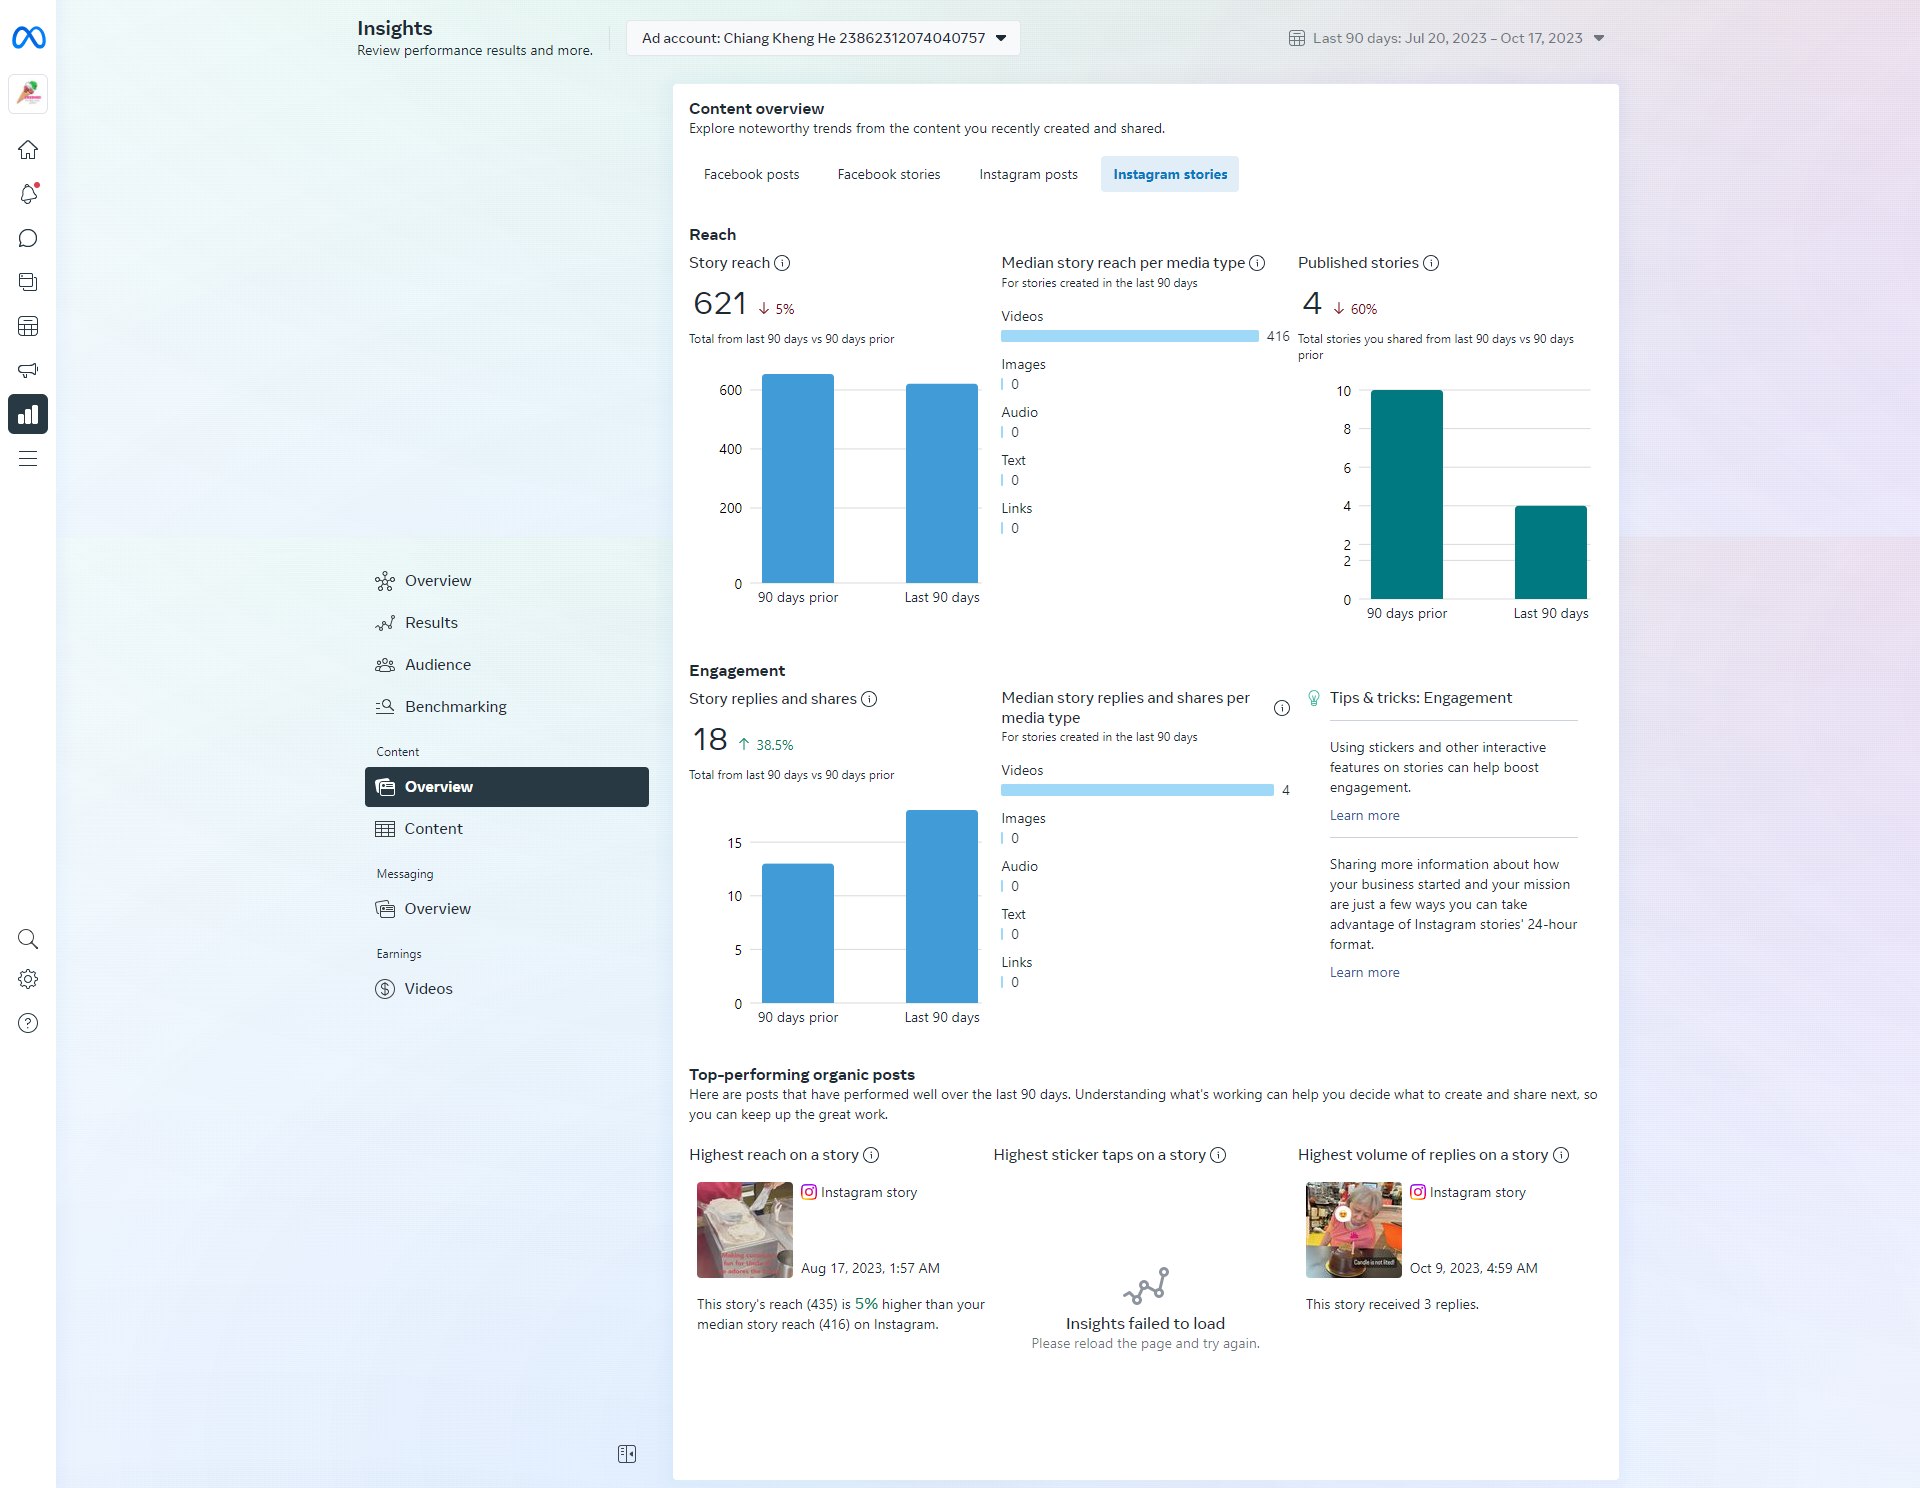 Insights
Review performance results and more.
Ad account: Chiang Kheng He 23862312074040757
Last 90 days: Jul 20, 2023 – Oct 17, 2023
Overview
Results
Audience
Benchmarking
Content
Overview
Content
Messaging
Overview
Earnings
Videos
Content overview
Explore noteworthy trends from the content you recently created and shared.
Facebook posts
Facebook stories
Instagram posts
Instagram stories
Reach
Story reach
621 ↓ 5%
Total from last 90 days vs 90 days prior
600
400
200
0
90 days prior
Last 90 days
Median story reach per media type
For stories created in the last 90 days
Videos
416
Images
0
Audio
0
Text
0
Links
0
Published stories
4 ↓ 60%
Total stories you shared from last 90 days vs 90 days
prior
10
8
6
4
2
2
0
90 days prior
Last 90 days
Engagement
Story replies and shares
18 ↑ 38.5%
Total from last 90 days vs 90 days prior
15
10
5
0
90 days prior
Last 90 days
Median story replies and shares per
media type
For stories created in the last 90 days
Videos
4
Images
0
Audio
0
Text
0
Links
0
Tips & tricks: Engagement
Using stickers and other interactive
features on stories can help boost
engagement.
Learn more
Sharing more information about how
your business started and your mission
are just a few ways you can take
advantage of Instagram stories' 24-hour
format.
Learn more
Top-performing organic posts
Here are posts that have performed well over the last 90 days. Understanding what's working can help you decide what to create and share next, so
you can keep up the great work.
Highest reach on a story
Instagram story
Aug 17, 2023, 1:57 AM
This story's reach (435) is 5% higher than your
median story reach (416) on Instagram.
Highest sticker taps on a story
Insights failed to load
Please reload the page and try again.
Highest volume of replies on a story
Instagram story
Candle is not lited!
Oct 9, 2023, 4:59 AM
This story received 3 replies.